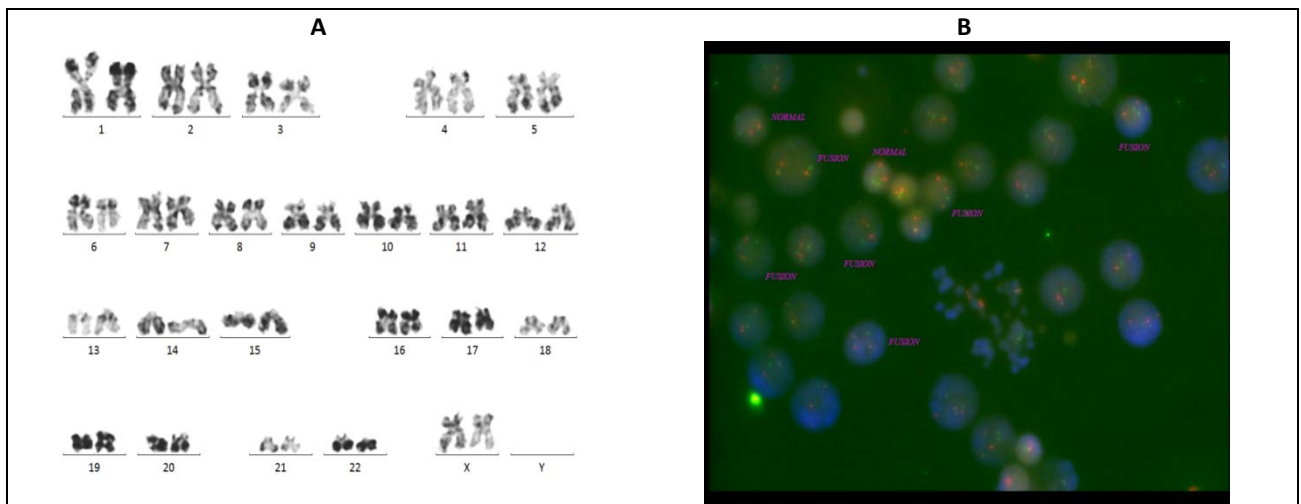 A
B
1 2 3 4 5
6 7 8 9 10 11 12
13 14 15 16 17 18
19 20 21 22 X Y
NORMAL
FUSION
NORMAL
FUSION
FUSION
FUSION
FUSION
FUSION